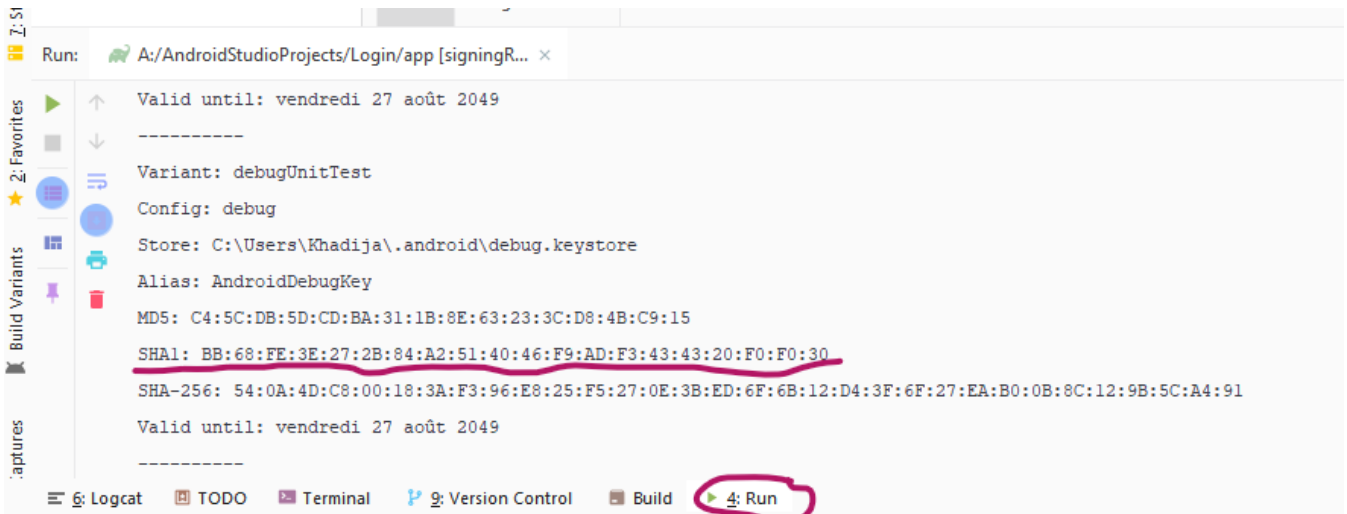 7: St
Run: A:/AndroidStudioProjects/Login/app [signingR... ×
2: Favorites
Build Variants
Captures
Valid until: vendredi 27 août 2049
----------
Variant: debugUnitTest
Config: debug
Store: C:\Users\Khadija\.android\debug.keystore
Alias: AndroidDebugKey
MD5: C4:5C:DB:5D:CD:BA:31:1B:8E:63:23:3C:D8:4B:C9:15
SHA1: BB:68:FE:3E:27:2B:84:A2:51:40:46:F9:AD:F3:43:43:20:F0:F0:30
SHA-256: 54:0A:4D:C8:00:18:3A:F3:96:E8:25:F5:27:0E:3B:ED:6F:6B:12:D4:3F:6F:27:EA:B0:0B:8C:12:9B:5C:A4:91
Valid until: vendredi 27 août 2049
----------
6: Logcat TODO Terminal 9: Version Control Build 4: Run